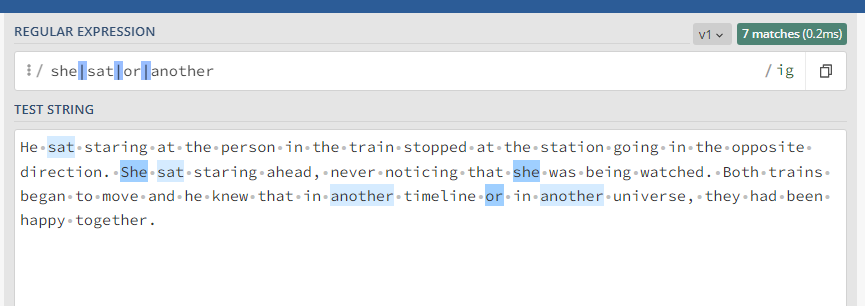 REGULAR EXPRESSION
v1
7 matches (0.2ms)
/ she|sat|or|another
/ ig
TEST STRING
He sat staring at the person in the train stopped at the station going in the opposite
direction. She sat staring ahead, never noticing that she was being watched. Both trains
began to move and he knew that in another timeline or in another universe, they had been
happy together.